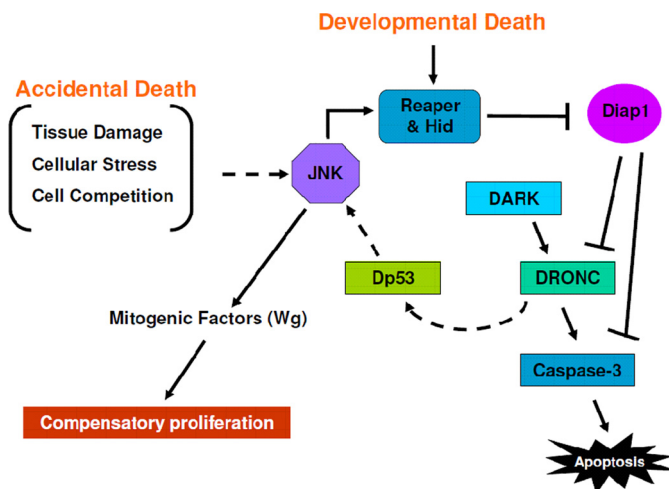 Developmental Death
Accidental Death
Tissue Damage
Cellular Stress
Cell Competition
JNK
Reaper
& Hid
Diap1
DARK
Dp53
DRONC
Mitogenic Factors (Wg)
Caspase-3
Compensatory proliferation
Apoptosis